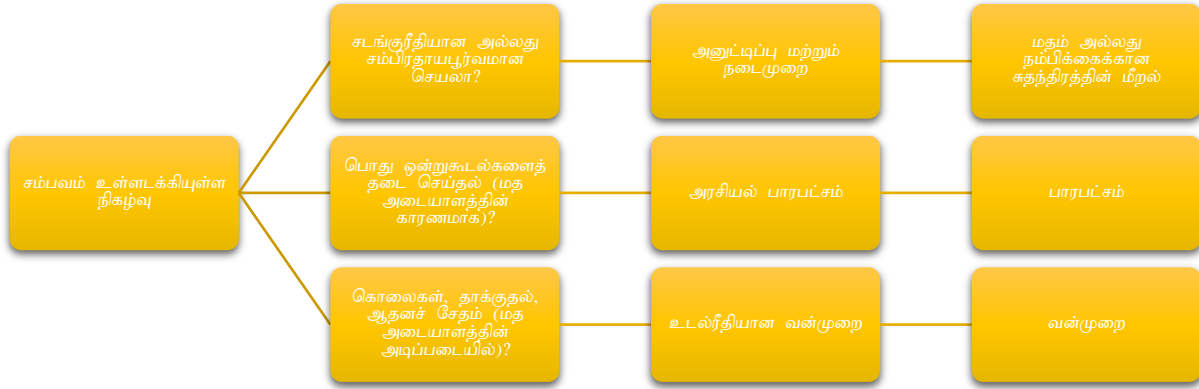 சடங்குரீதியான அல்லது
சம்பிரதாயபூர்வமான
செயலா?
அனுட்டிப்பு மற்றும்
நடைமுறை
மதம் அல்லது
நம்பிக்கைக்கான
சுதந்திரத்தின் மீறல்
சம்பவம் உள்ளடக்கியுள்ள
நிகழ்வு
பொது ஒன்றுகூடல்களைத்
தடை செய்தல் (மத
அடையாளத்தின்
காரணமாக)?
அரசியல் பாரபட்சம்
பாரபட்சம்
கொலைகள், தாக்குதல்,
ஆதனச் சேதம் (மத
அடையாளத்தின்
அடிப்படையில்)?
உடல்ரீதியான வன்முறை
வன்முறை